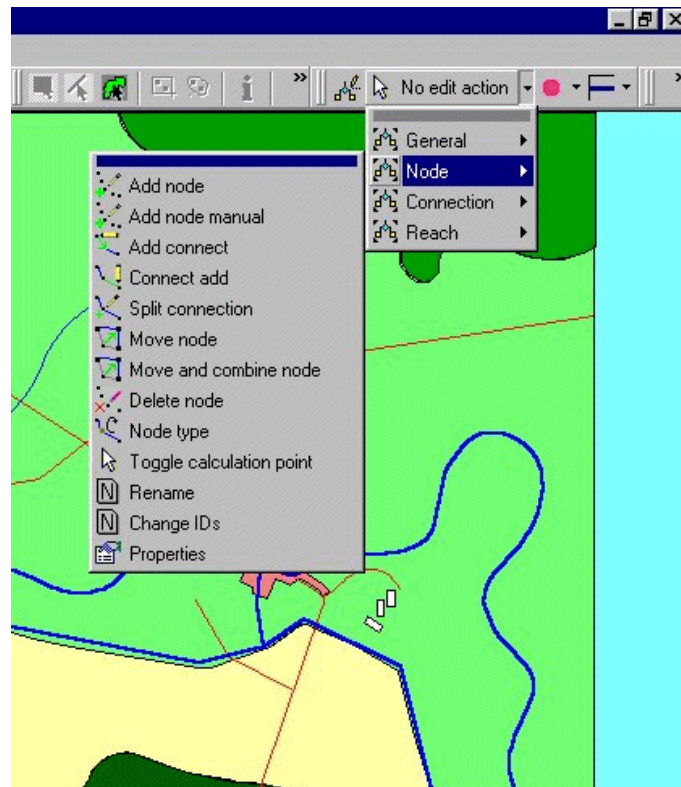 No edit action
General
Node
Connection
Reach
Add node
Add node manual
Add connect
Connect add
Split connection
Move node
Move and combine node
Delete node
Node type
Toggle calculation point
Rename
Change IDs
Properties